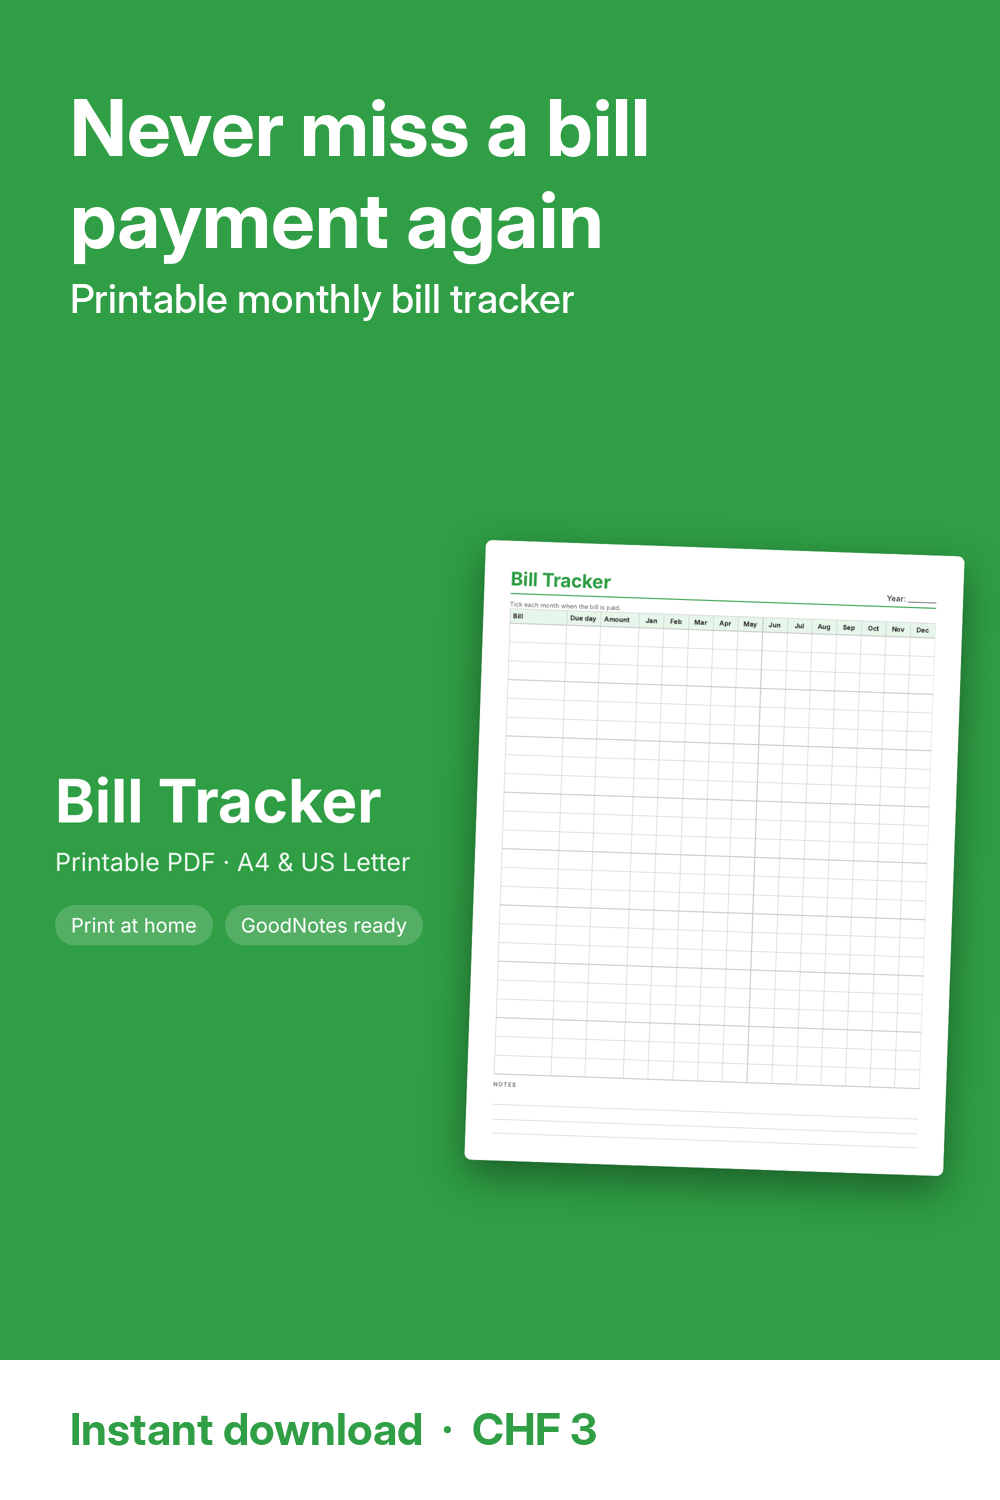 Never miss a bill
payment again
Printable monthly bill tracker
Bill Tracker
Year: ______
Tick each month when the bill is paid.
Bill Due day Amount Jan Feb Mar Apr May Jun Jul Aug Sep Oct Nov Dec
NOTES
Bill Tracker
Printable PDF · A4 & US Letter
Print at home GoodNotes ready
Instant download · CHF 3